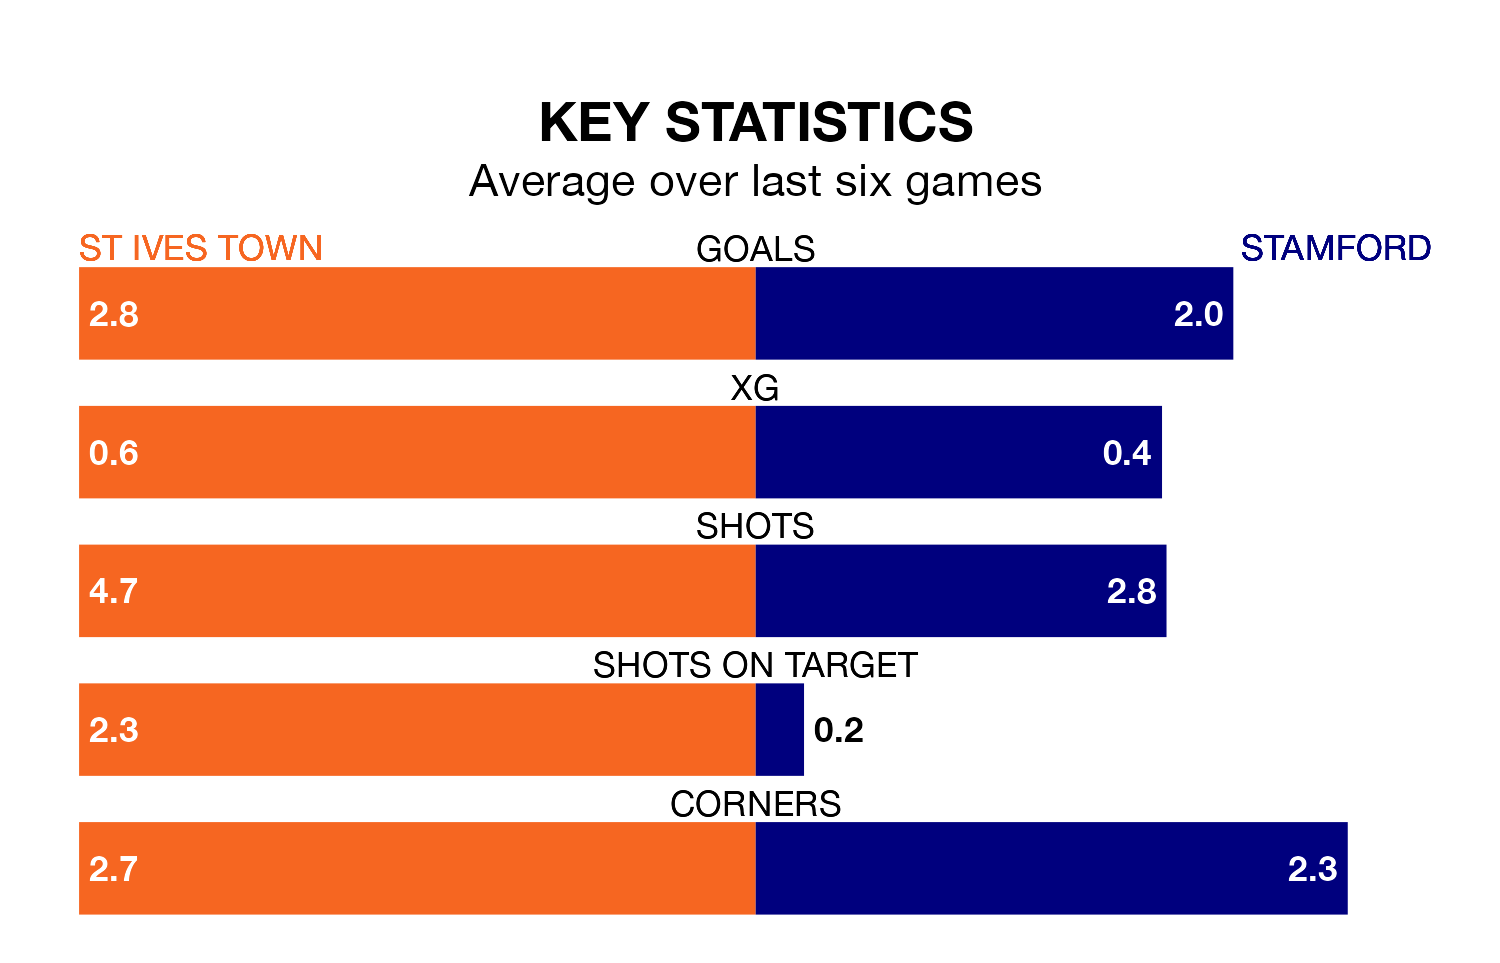 KEY STATISTICS
Average over last six games
ST IVES TOWN GOALS STAMFORD
2.8 2.0
XG
0.6 0.4
SHOTS
4.7 2.8
SHOTS ON TARGET
2.3 0.2
CORNERS
2.7 2.3